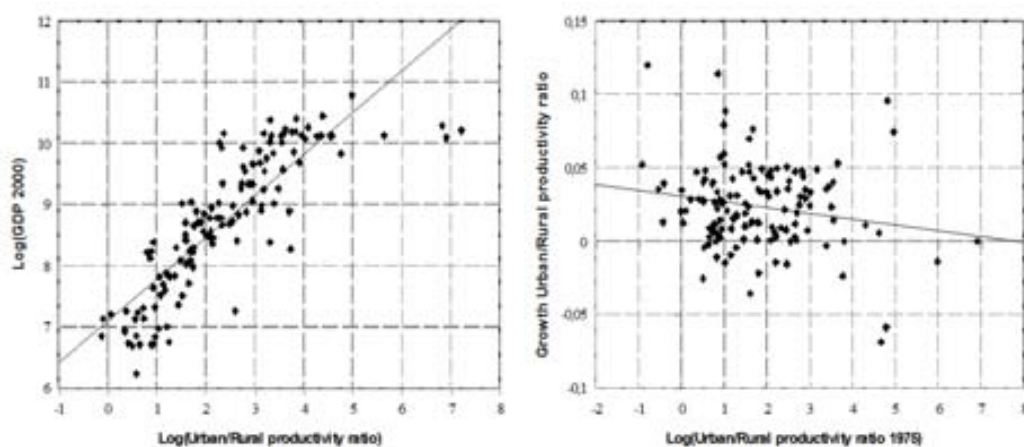 12
11
10
9
8
7
6
-1 0 1 2 3 4 5 6 7 8
Log(GDP 2000)
Log(Urban/Rural productivity ratio)
0,15
0,1
0,05
0
-0,05
-0,1
-2 -1 0 1 2 3 4 5 6 7 8
Growth Urban/Rural productivity ratio
Log(Urban/Rural productivity ratio 1975)